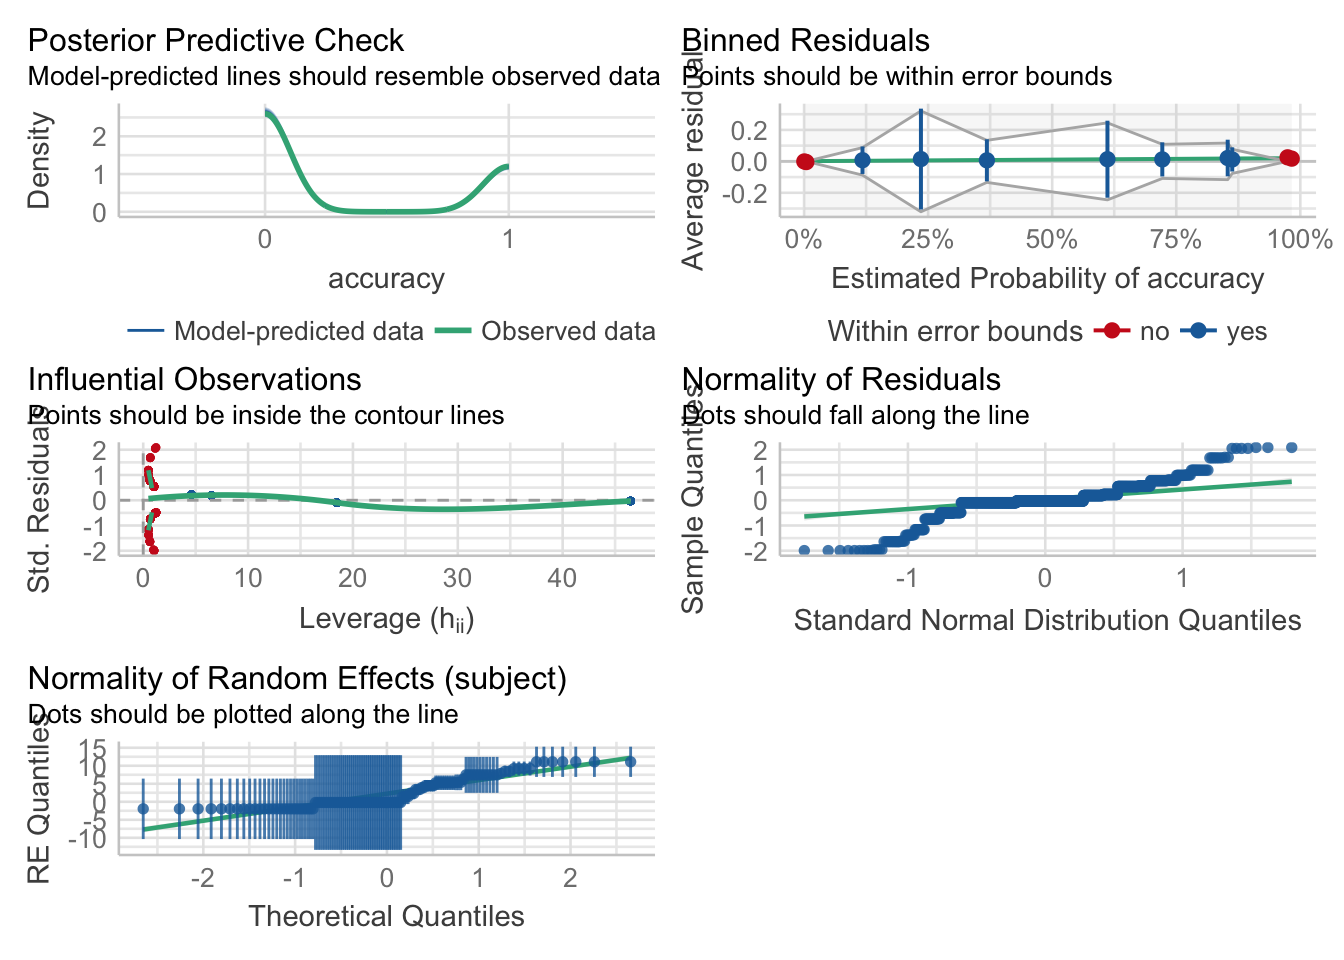 Posterior Predictive Check
Model-predicted lines should resemble observed data
Density
2
1
0
0 1
accuracy
Model-predicted data Observed data
Binned Residuals
Points should be within error bounds
Average residual
0.2
0.0
-0.2
0% 25% 50% 75% 100%
Estimated Probability of accuracy
Within error bounds no yes
Influential Observations
Points should be inside the contour lines
Std. Residuals
2
1
0
-1
-2
0 10 20 30 40
Leverage (hii)
Normality of Residuals
Dots should fall along the line
Sample Quantiles
2
1
0
-1
-2
-1 0 1
Standard Normal Distribution Quantiles
Normality of Random Effects (subject)
Dots should be plotted along the line
RE Quantiles
15
10
5
0
-5
-10
-2 -1 0 1 2
Theoretical Quantiles